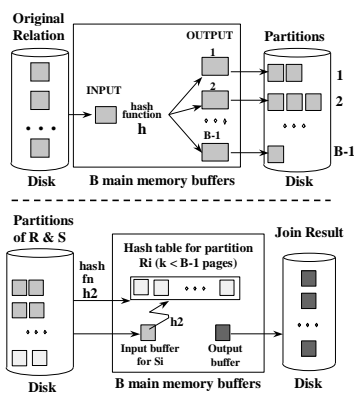 Original
Relation
OUTPUT
Partitions
1
INPUT
2
hash
function
h
B-1
1
2
B-1
Disk
B main memory buffers
Disk
Partitions
of R & S
Join Result
Hash table for partition
Ri (k < B-1 pages)
hash
fn
h2
h2
Input buffer
for Si
Output
buffer
B main memory buffers
Disk
Disk